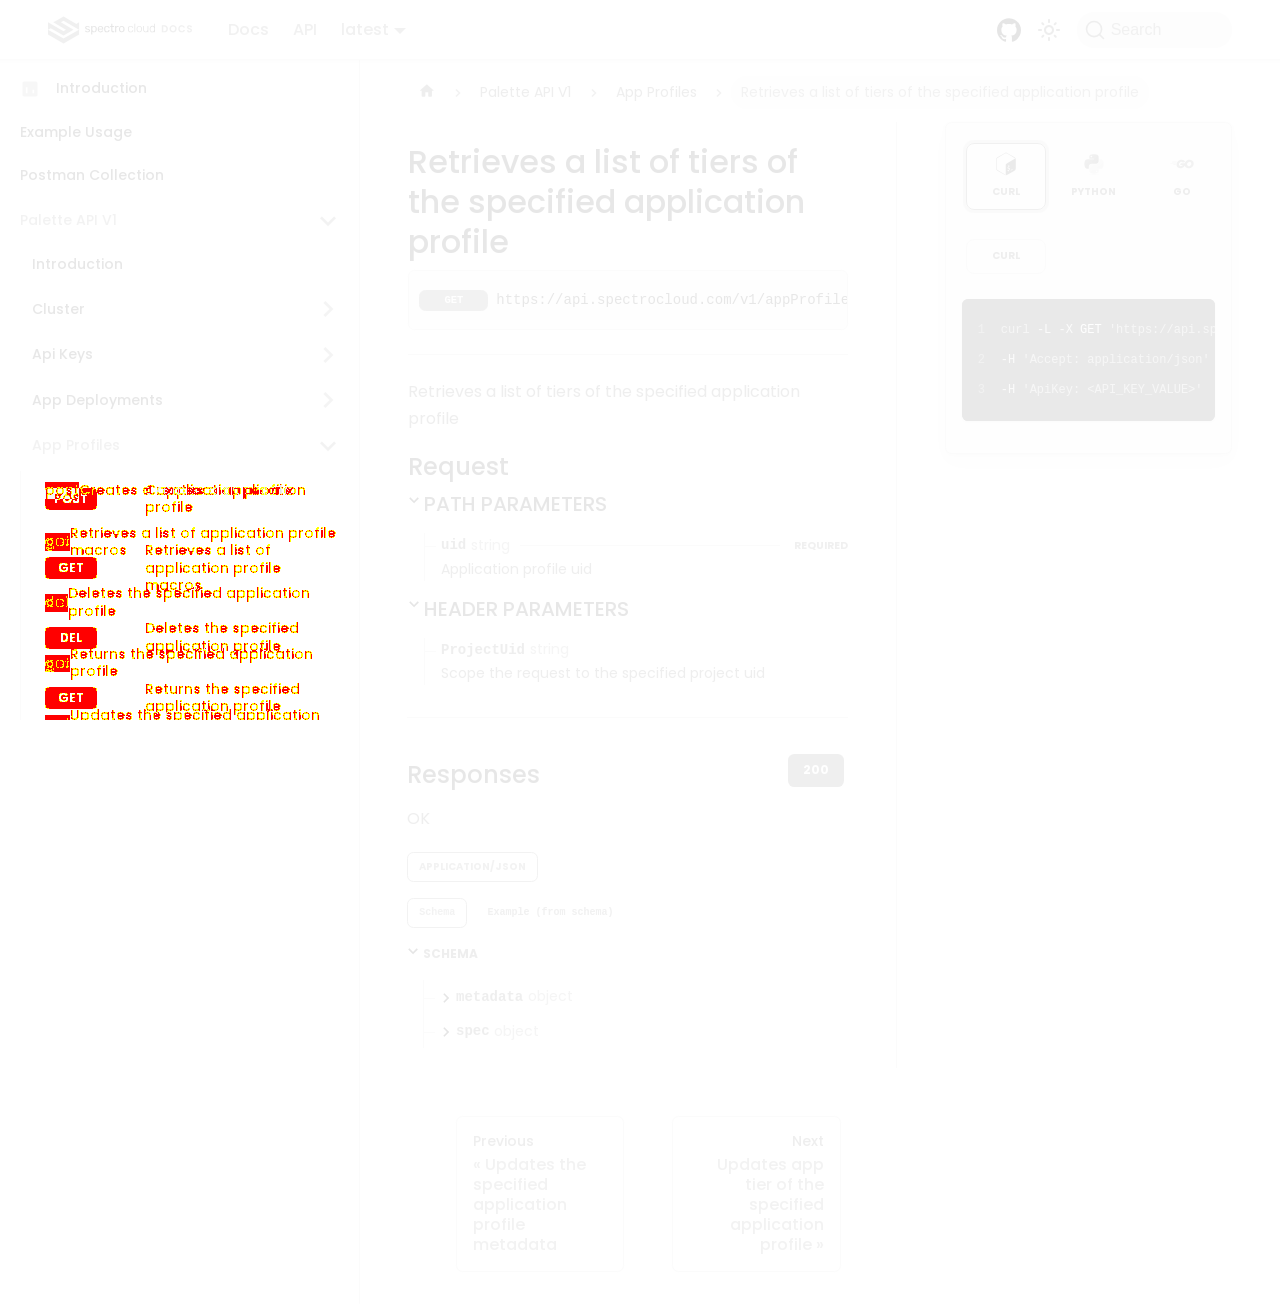 spectro cloud DOCS
Docs
API
latest
Search
Introduction
Example Usage
Postman Collection
Palette API V1
Introduction
Cluster
Api Keys
App Deployments
App Profiles
POST
profile
Retrieves a list of application profile
macros
GET
Retrieves a list of
application profile
macros
Deletes the specified application
profile
DEL
Deletes the specified
application profile
Returns the specified application
profile
GET
Returns the specified
application profile
Updates the specified application
Palette API V1
App Profiles
Retrieves a list of tiers of the specified application profile
Retrieves a list of tiers of
the specified application
profile
GET
https://api.spectrocloud.com/v1/appProfile
Retrieves a list of tiers of the specified application
profile
Request
PATH PARAMETERS
uid string REQUIRED
Application profile uid
HEADER PARAMETERS
ProjectUid string
Scope the request to the specified project uid
Responses
200
OK
APPLICATION/JSON
Schema
Example (from schema)
SCHEMA
metadata object
spec object
Previous
« Updates the
specified
application
profile
metadata
Next
Updates app
tier of the
specified
application
profile »
CURL
PYTHON
GO
CURL
1 curl -L -X GET 'https://api.sp
2 -H 'Accept: application/json'
3 -H 'ApiKey: <API_KEY_VALUE>'